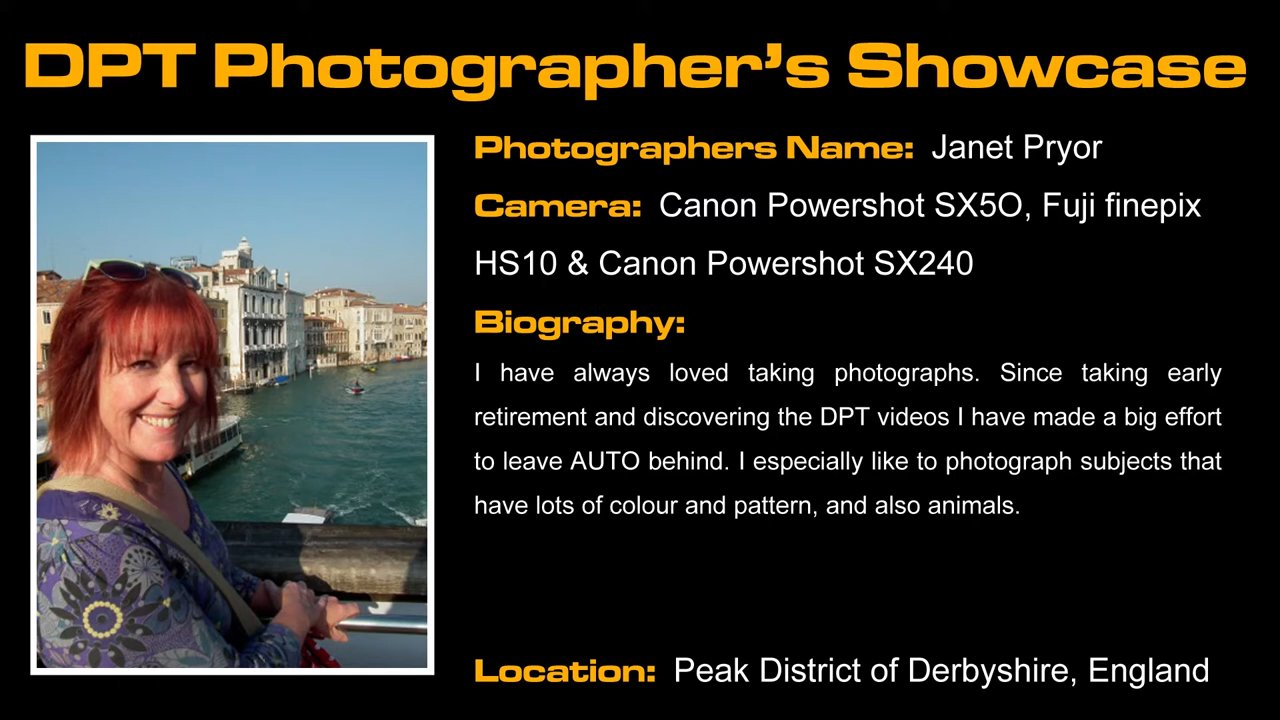 DPT Photographer’s Showcase
Photographers Name: Janet Pryor
Camera: Canon Powershot SX5O, Fuji finepix
HS10 & Canon Powershot SX240
Biography:
I have always loved taking photographs. Since taking early
retirement and discovering the DPT videos I have made a big effort
to leave AUTO behind. I especially like to photograph subjects that
have lots of colour and pattern, and also animals.
Location: Peak District of Derbyshire, England